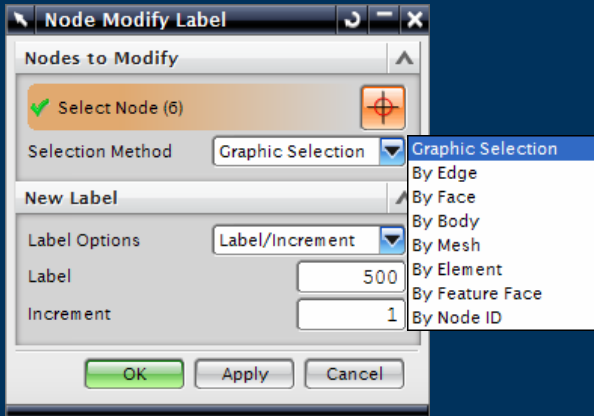 Node Modify Label
Nodes to Modify
Select Node (6)
Selection Method
Graphic Selection
Graphic Selection
By Edge
By Face
By Body
By Mesh
By Element
By Feature Face
By Node ID
New Label
Label Options
Label/Increment
Label
500
Increment
1
OK
Apply
Cancel